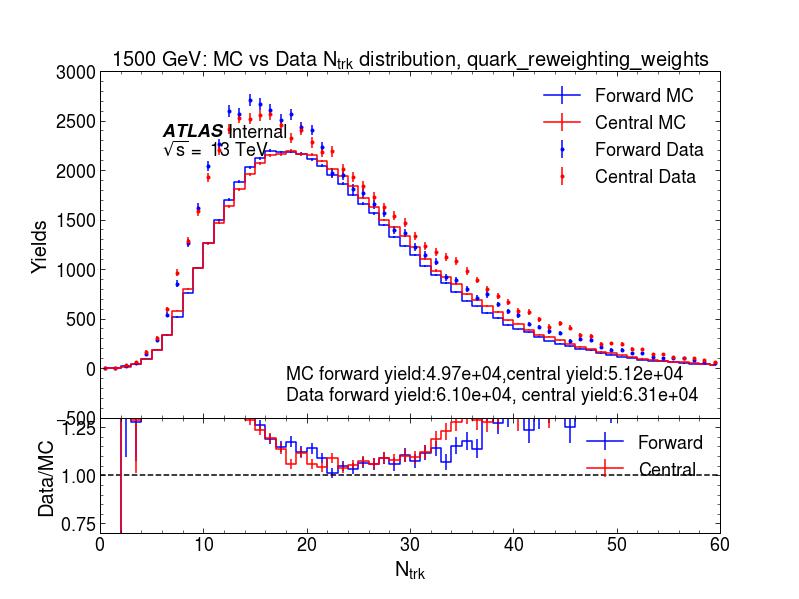 1500 GeV: MC vs Data N_trk distribution, quark_reweighting_weights
3000
2500
2000
1500
1000
500
0
−500
Yields
ATLAS Internal
√s = 13 TeV
Forward MC
Central MC
Forward Data
Central Data
MC forward yield:4.97e+04,central yield:5.12e+04
Data forward yield:6.10e+04, central yield:6.31e+04
1.25
1.00
0.75
Data/MC
Forward
Central
0 10 20 30 40 50 60
N_trk